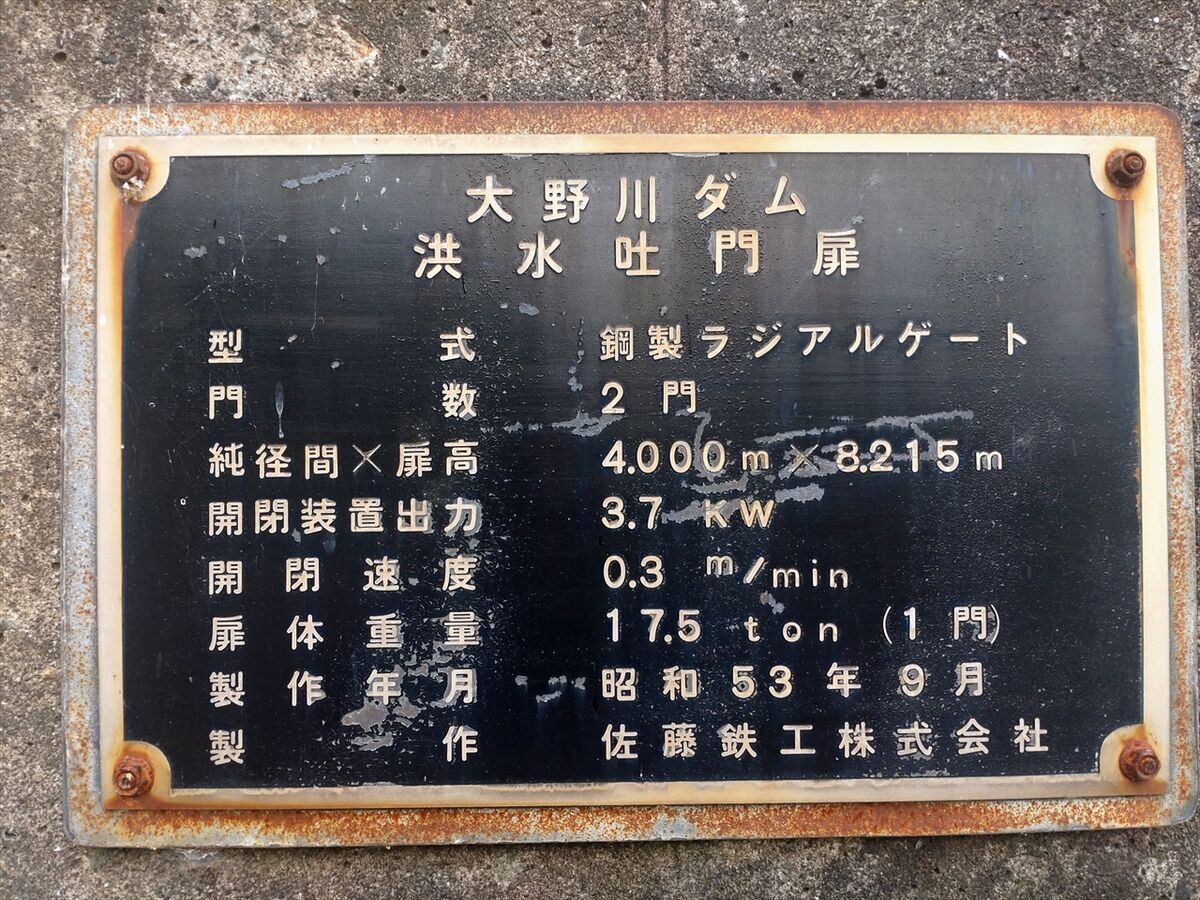 大野川ダム
洪水吐門扉
型式 鋼製ラジアルゲート
門数 2門
純径間×扉高 4.000m×8.215m
開閉装置出力 3.7 KW
開閉速度 0.3 m/min
扉体重量 17.5 ton (1門)
製作年月 昭和53年9月
製作 佐藤鉄工株式会社